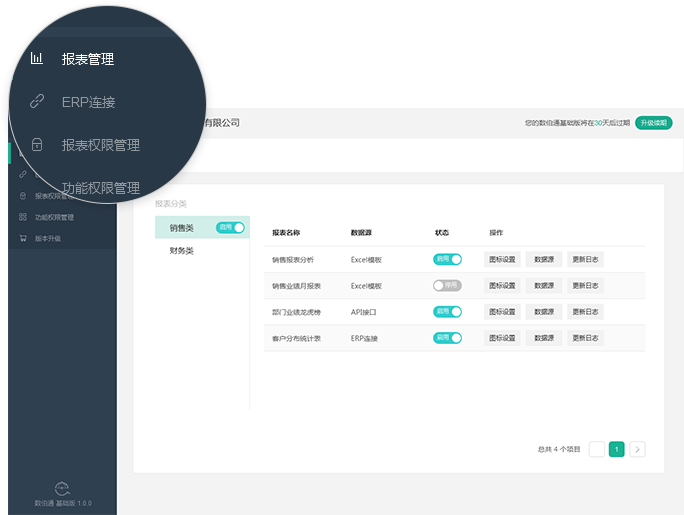 报表管理
ERP连接
报表权限管理
功能权限管理
有限公司
您的数伯通基础版将在30天后过期 升级续期
报表权限管理
功能权限管理
版本升级
报表分类
销售类 启用
财务类
报表名称 数据源 状态 操作
销售报表分析 Excel模板 启用 图标设置 数据源 更新日志
销售业绩月报表 Excel模板 停用 图标设置 数据源 更新日志
部门业绩龙虎榜 API接口 启用 图标设置 数据源 更新日志
客户分布统计表 ERP连接 启用 图标设置 数据源 更新日志
总共 4 个项目 1
数伯通 基础版 1.0.0